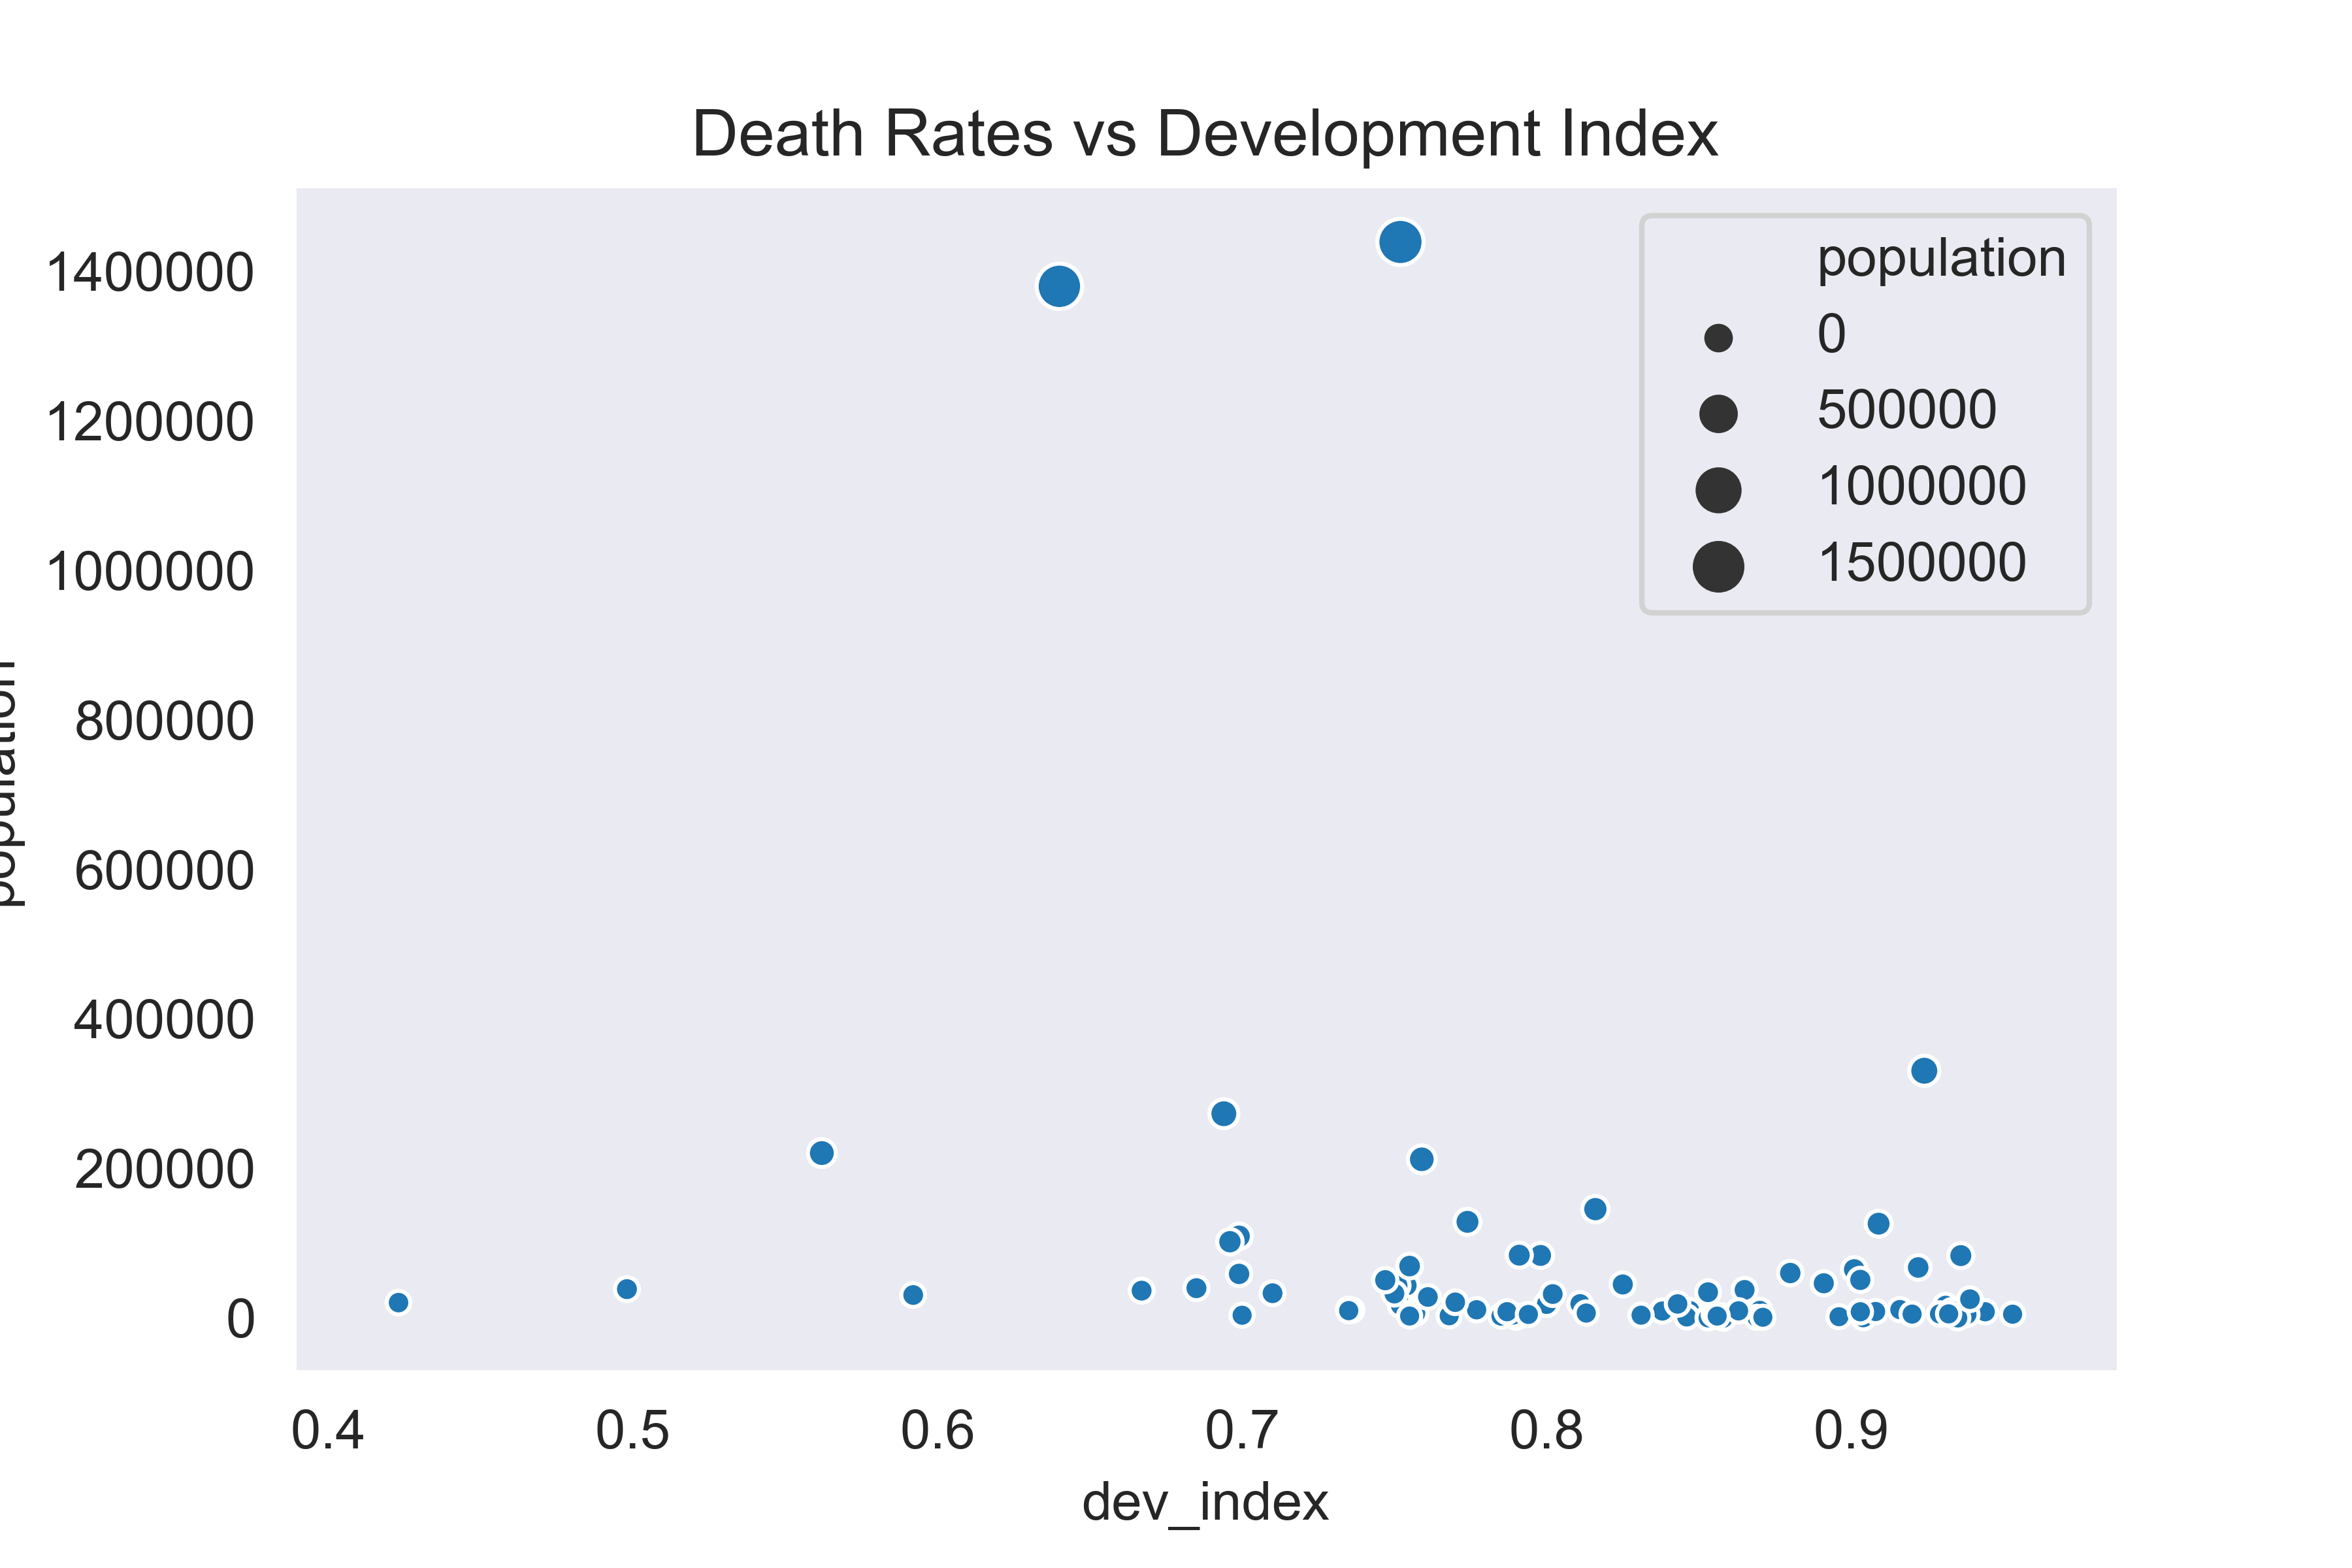 Death Rates vs Development Index
population
0
500000
1000000
1500000
1400000
1200000
1000000
800000
600000
400000
200000
0
population
0.4 0.5 0.6 0.7 0.8 0.9
dev_index